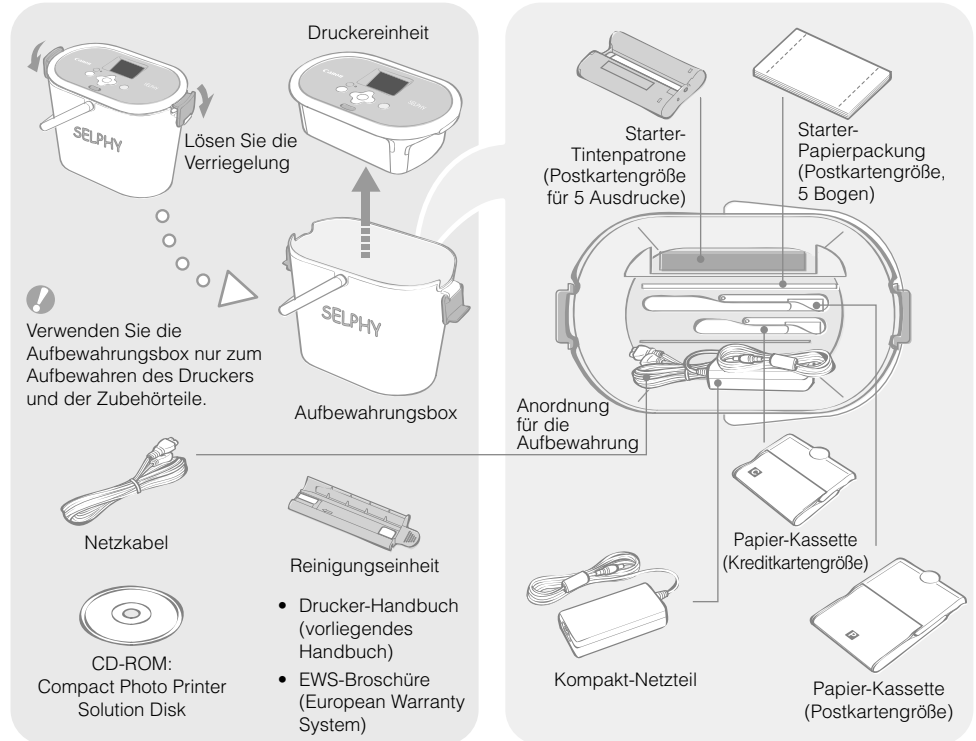 Druckereinheit
Canon
Canon
SELPHY
Lösen Sie die
Verriegelung
Verwenden Sie die
Aufbewahrungsbox nur zum
Aufbewahren des Druckers
und der Zubehörteile.
SELPHY
Aufbewahrungsbox
Netzkabel
CD-ROM:
Compact Photo Printer
Solution Disk
Reinigungseinheit
• Drucker-Handbuch
(vorliegendes
Handbuch)
• EWS-Broschüre
(European Warranty
System)
Starter-
Tintenpatrone
(Postkartengröße
für 5 Ausdrucke)
Starter-
Papierpackung
(Postkartengröße,
5 Bogen)
Anordnung
für die
Aufbewahrung
Papier-Kassette
(Kreditkartengröße)
Kompakt-Netzteil
P
Papier-Kassette
(Postkartengröße)